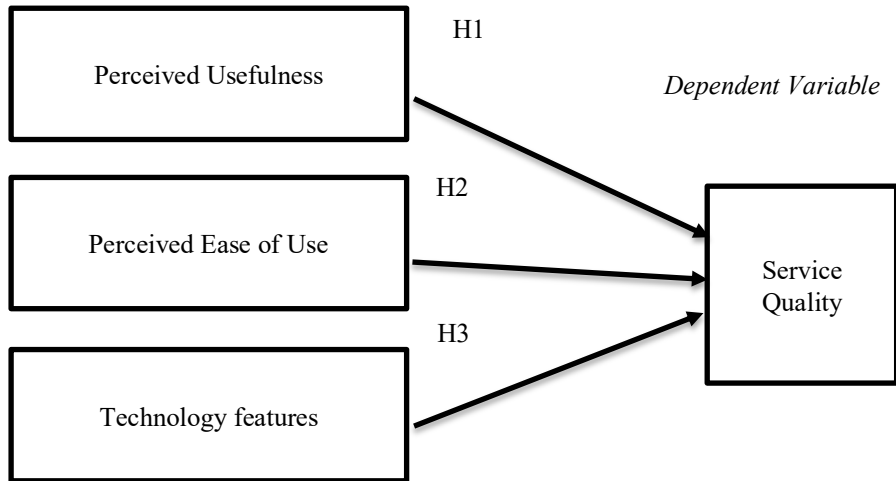 H1
Perceived Usefulness
Dependent Variable
H2
Perceived Ease of Use
Service
Quality
H3
Technology features